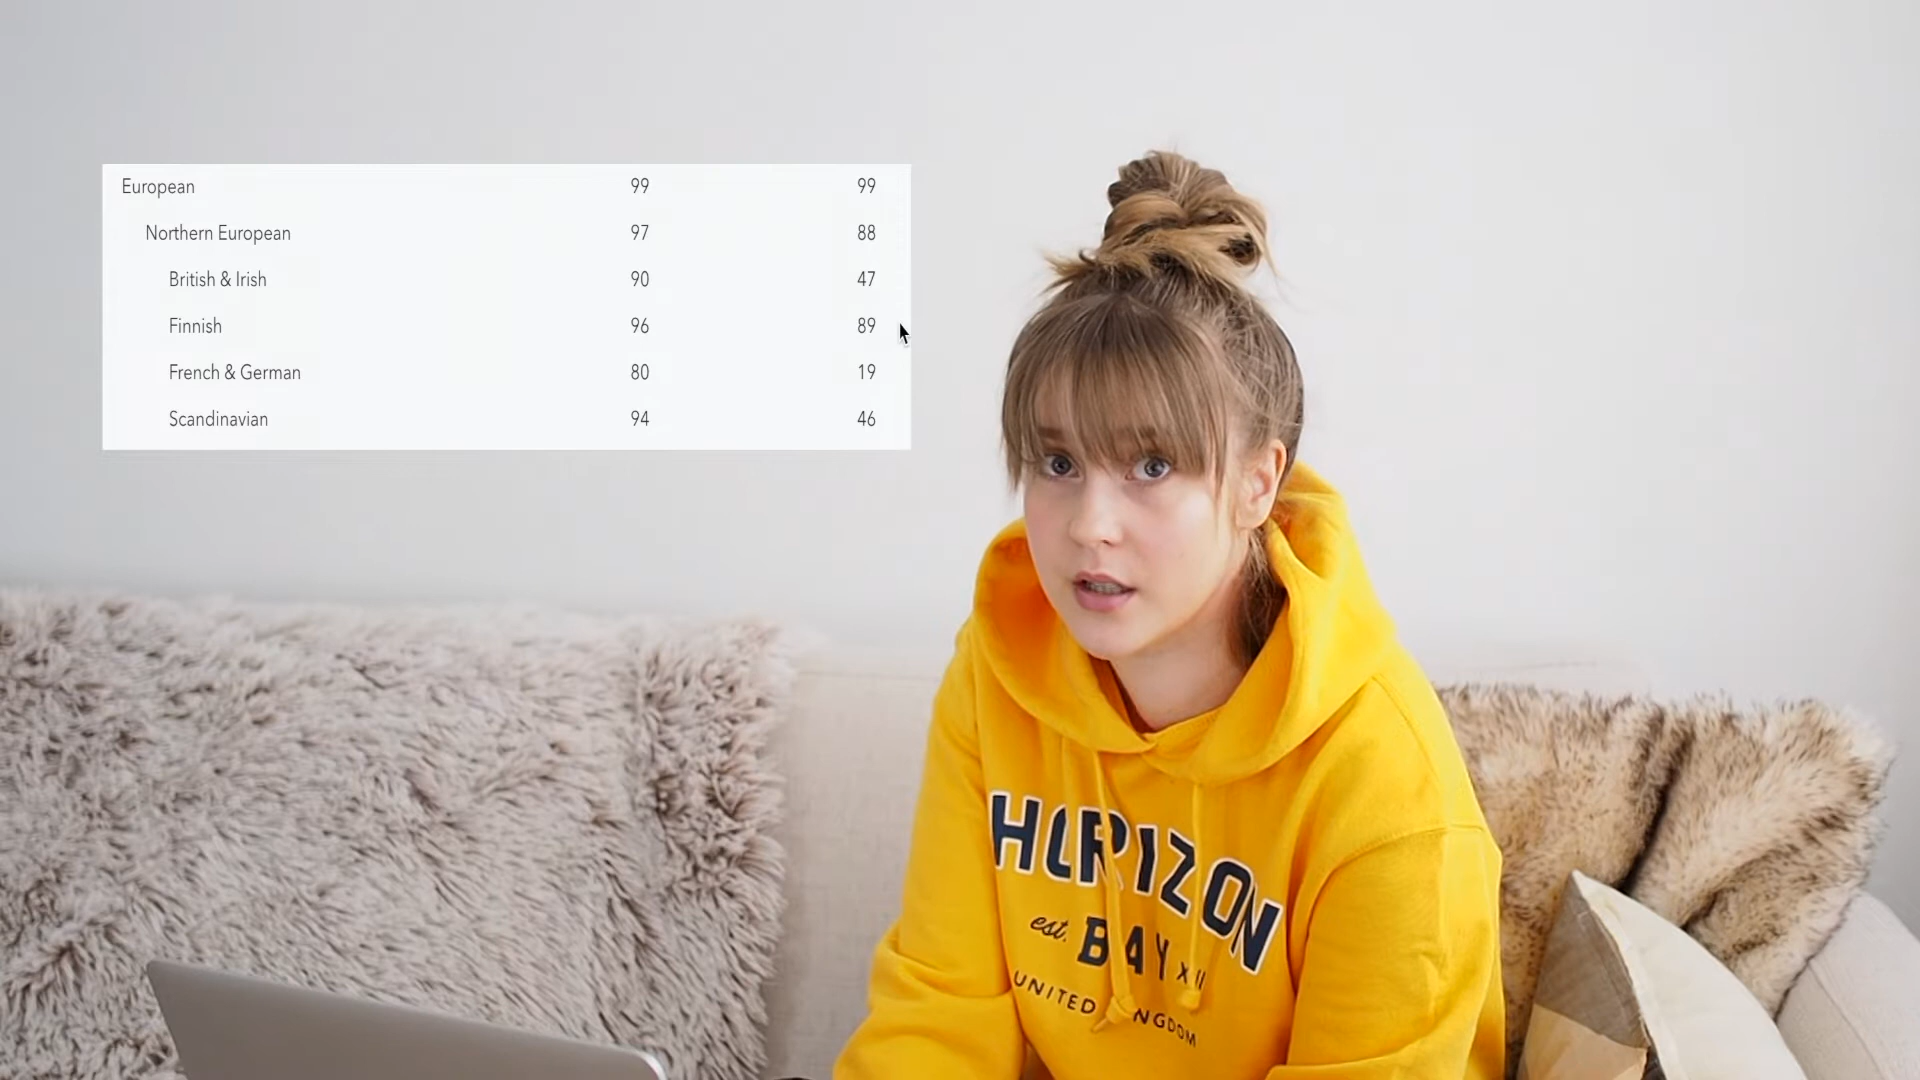 European 99 99
Northern European 97 88
British & Irish 90 47
Finnish 96 89
French & German 80 19
Scandinavian 94 46
HORIZON
est. BAY XII
UNITED KINGDOM